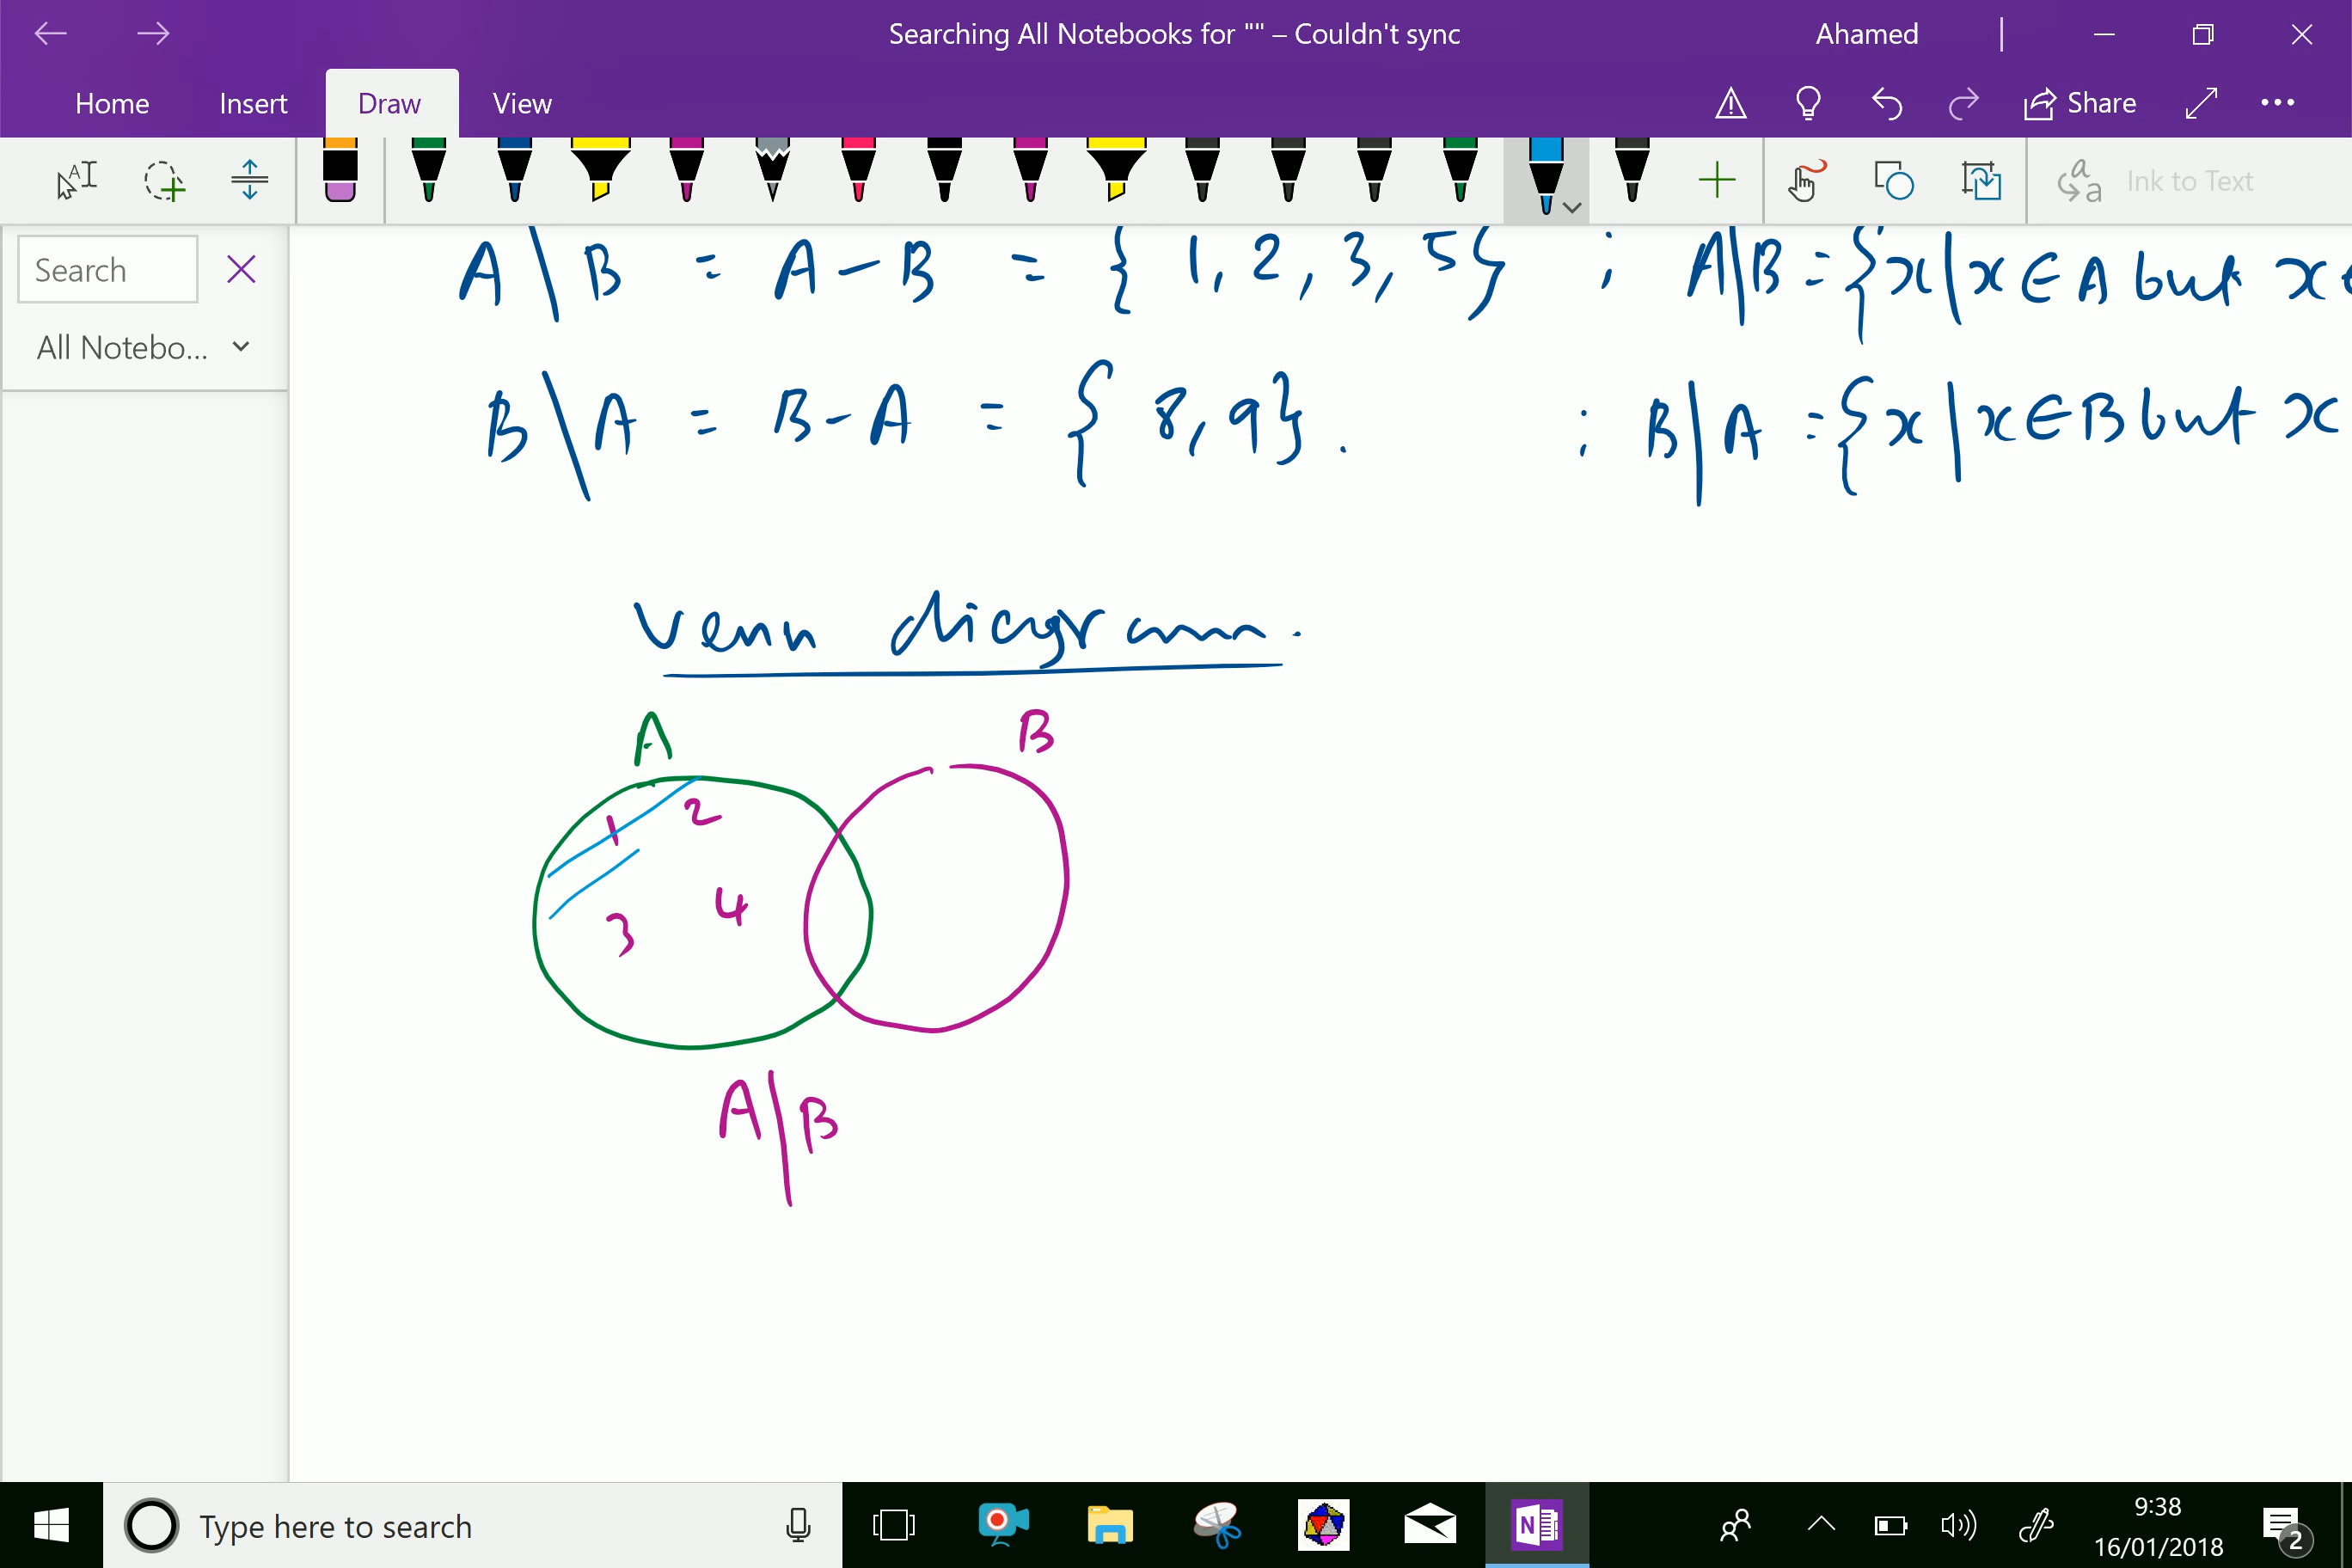 Searching All Notebooks for "" – Couldn't sync
Ahamed
Home Insert Draw View Share
Ink to Text
Search
All Notebo...
A \ B = A - B = { 1, 2, 3, 5 } ; A|B = { x | x ∈ A but x
B \ A = B - A = { 8, 9 } . ; B|A = { x | x ∈ B but x
Venn diagram.
A B
1 2
3 4
A|B
Type here to search
N
9:38
16/01/2018
2